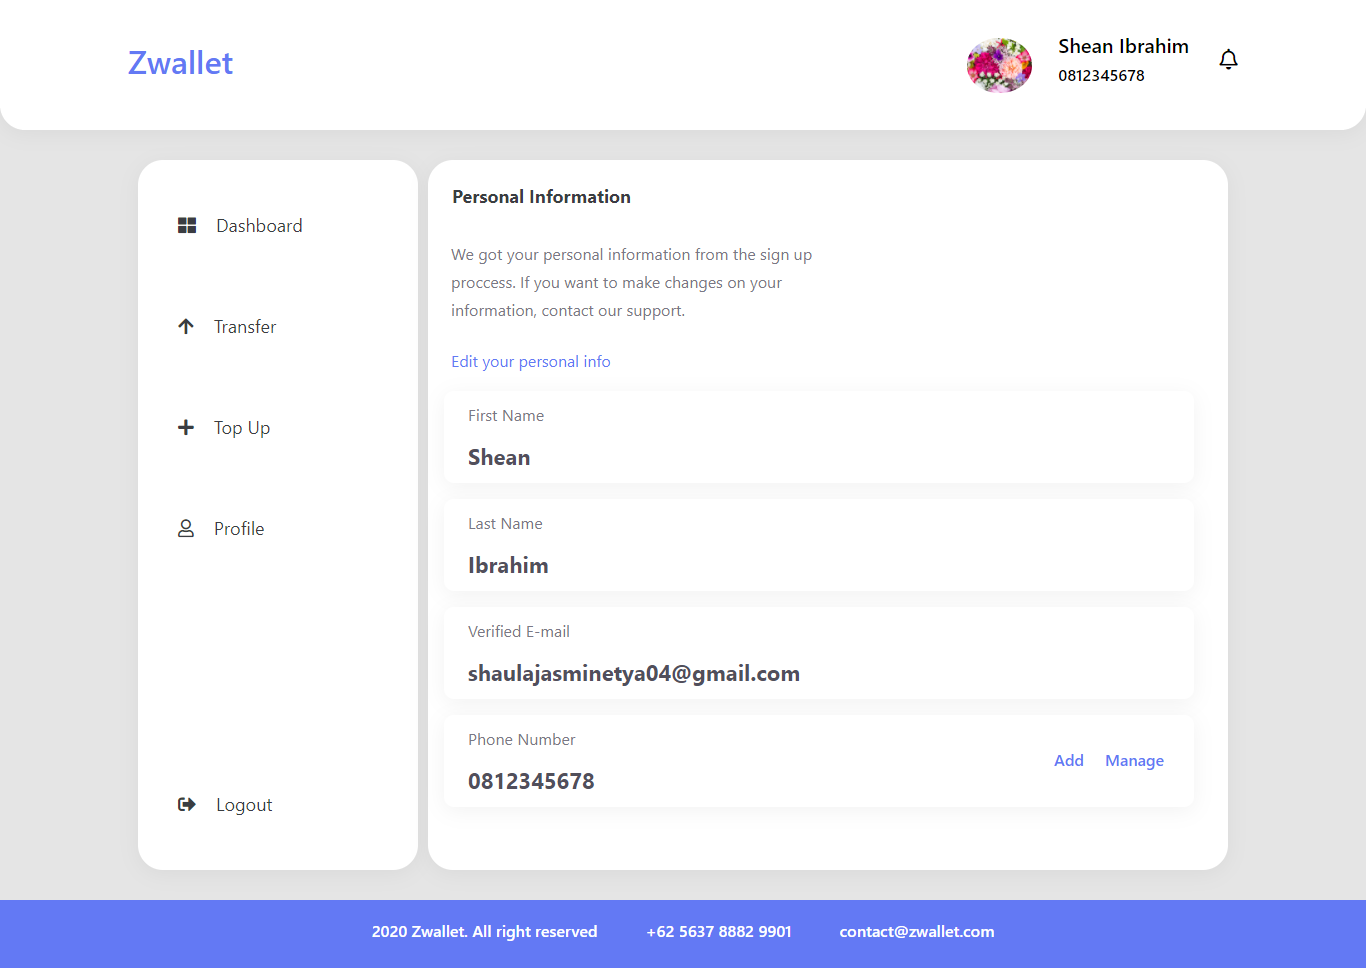 Zwallet
Shean Ibrahim
0812345678
Dashboard
Transfer
Top Up
Profile
Logout
Personal Information
We got your personal information from the sign up
proccess. If you want to make changes on your
information, contact our support.
Edit your personal info
First Name
Shean
Last Name
Ibrahim
Verified E-mail
shaulajasminetya04@gmail.com
Phone Number
0812345678
Add Manage
2020 Zwallet. All right reserved +62 5637 8882 9901 contact@zwallet.com